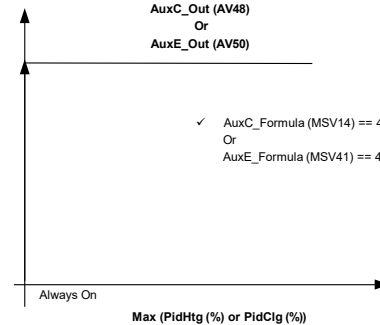 AuxC_Out (AV48)
Or
AuxE_Out (AV50)
✓ AuxC_Formula (MSV14) == 4
Or
AuxE_Formula (MSV41) == 4
Always On
Max (PidHtg (%) or PidClg (%))